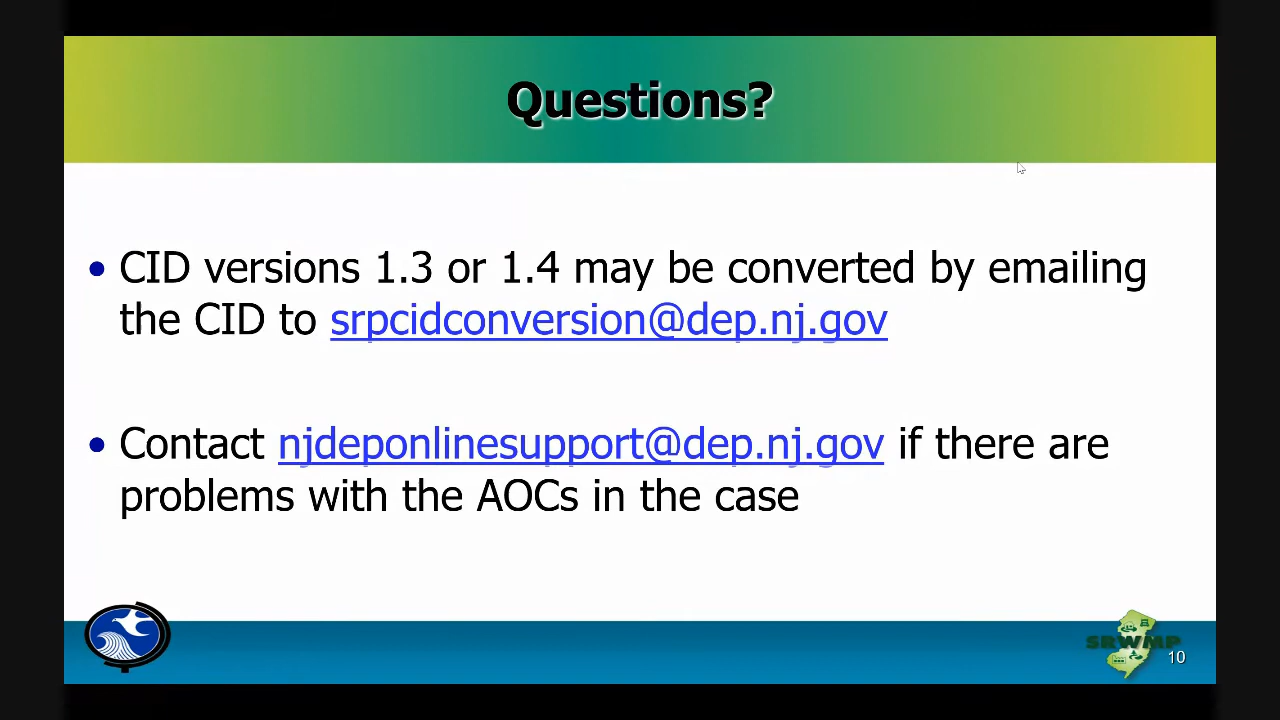 Questions?
• CID versions 1.3 or 1.4 may be converted by emailing
the CID to srpcidconversion@dep.nj.gov
• Contact njdeponlinesupport@dep.nj.gov if there are
problems with the AOCs in the case
SRWMP
10